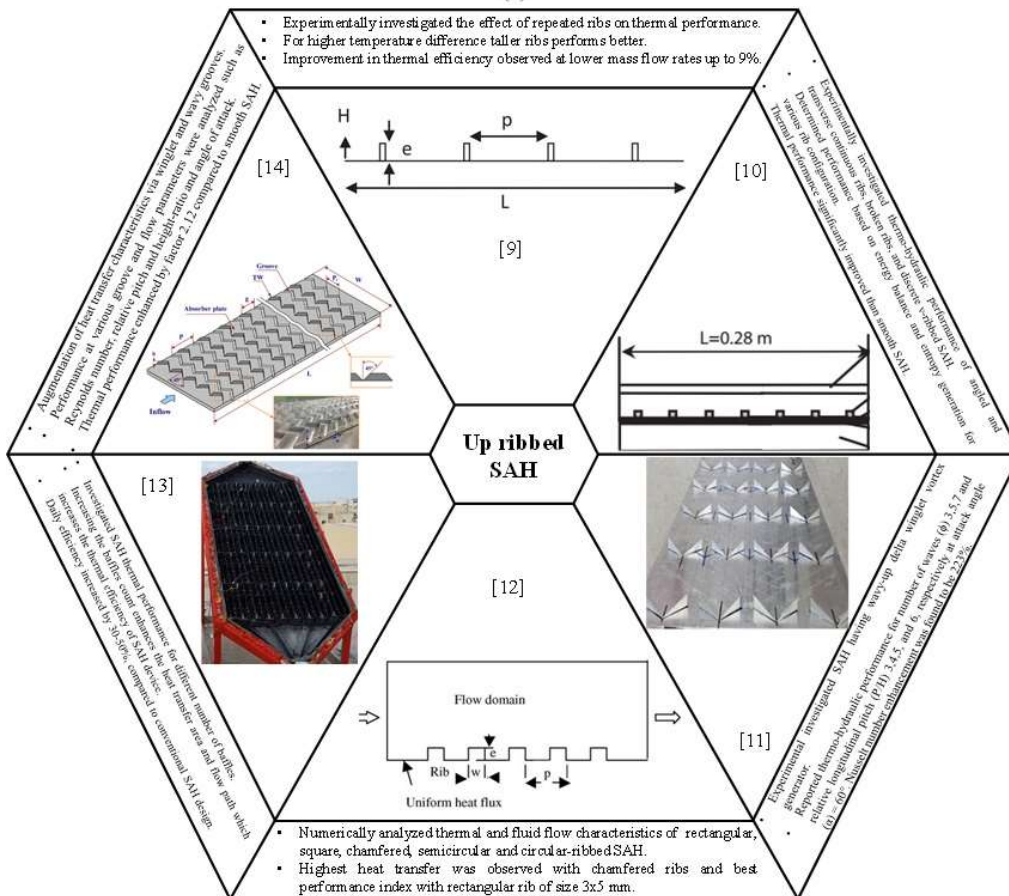 ▪ Experimentally investigated the effect of repeated ribs on thermal performance.
▪ For higher temperature difference taller ribs performs better.
▪ Improvement in thermal efficiency observed at lower mass flow rates up to 9%.
H
e
p
L
[9]
[10]
▪ Experimentally investigated thermo-hydraulic performance of angled and
transverse continuous ribs, broken ribs, and discrete v-ribbed SAH.
▪ Determined performance based on energy balance and entropy generation for
various rib configuration.
▪ Thermal performance significantly improved than smooth SAH.
L=0.28 m
[11]
▪ Experimental investigated SAH having wavy-up delta winglet vortex
generator.
▪ Reported thermo-hydraulic performance for number of waves (ϕ) 3,5,7 and
relative longitudinal pitch (P/H) 3,4,5, and 6, respectively at attack angle
(α) = 60°. Nusselt number enhancement was found to be 223%.
[12]
Flow domain
e
Rib
w
p
Uniform heat flux
▪ Numerically analyzed thermal and fluid flow characteristics of rectangular,
square, chamfered, semicircular and circular-ribbed SAH.
▪ Highest heat transfer was observed with chamfered ribs and best
performance index with rectangular rib of size 3x5 mm.
[13]
▪ Investigated SAH thermal performance for different number of baffles.
▪ Increasing the baffles count enhances the heat transfer area and flow path which
increases the thermal efficiency of SAH device.
▪ Daily efficiency increased by 30-50%, compared to conventional SAH design.
[14]
▪ Augmentation of heat transfer characteristics via winglet and wavy grooves.
▪ Performance at various groove and flow parameters were analyzed such as
Reynolds number, relative pitch and height-ratio and angle of attack.
▪ Thermal performance enhanced by factor 2.12 compared to smooth SAH.
Groove
TW
Absorber plate
W
L
Inflow
Up ribbed
SAH